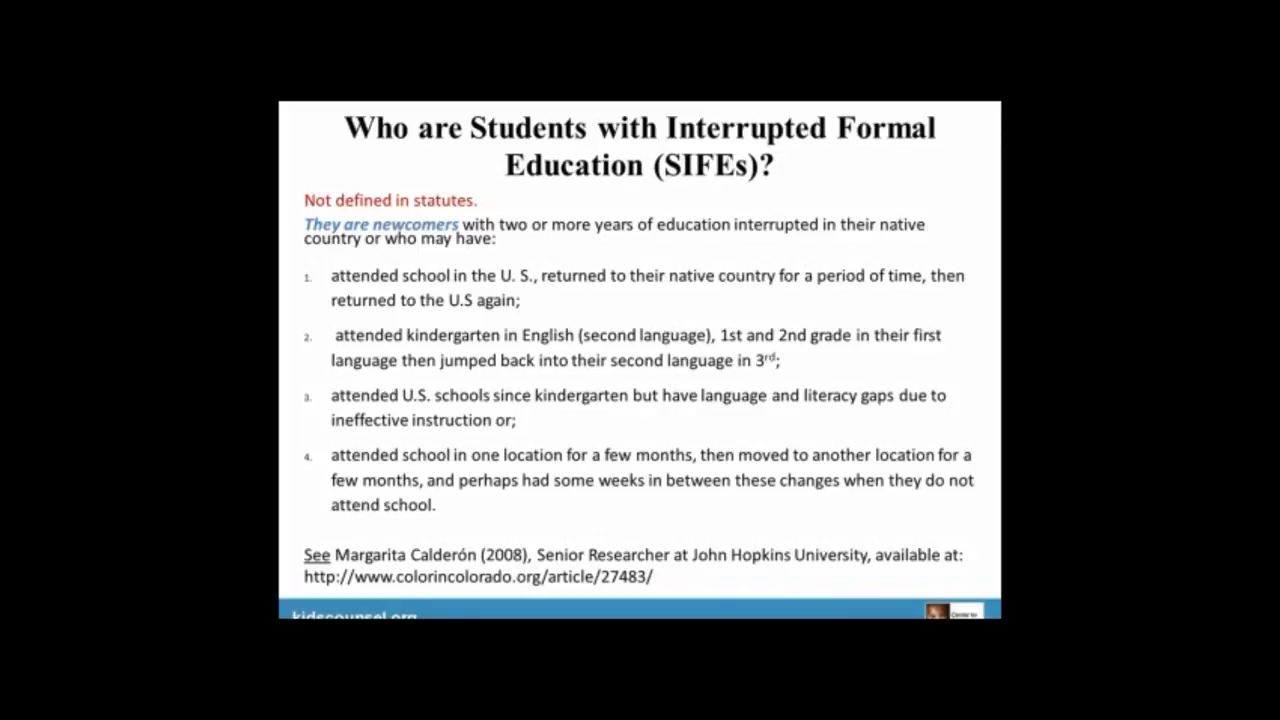 Who are Students with Interrupted Formal
Education (SIFEs)?
Not defined in statutes.
They are newcomers with two or more years of education interrupted in their native
country or who may have:
1. attended school in the U. S., returned to their native country for a period of time, then
returned to the U.S again;
2. attended kindergarten in English (second language), 1st and 2nd grade in their first
language then jumped back into their second language in 3rd;
3. attended U.S. schools since kindergarten but have language and literacy gaps due to
ineffective instruction or;
4. attended school in one location for a few months, then moved to another location for a
few months, and perhaps had some weeks in between these changes when they do not
attend school.
See Margarita Calderón (2008), Senior Researcher at John Hopkins University, available at:
http://www.colorincolorado.org/article/27483/
kidscounsel.org
Center for